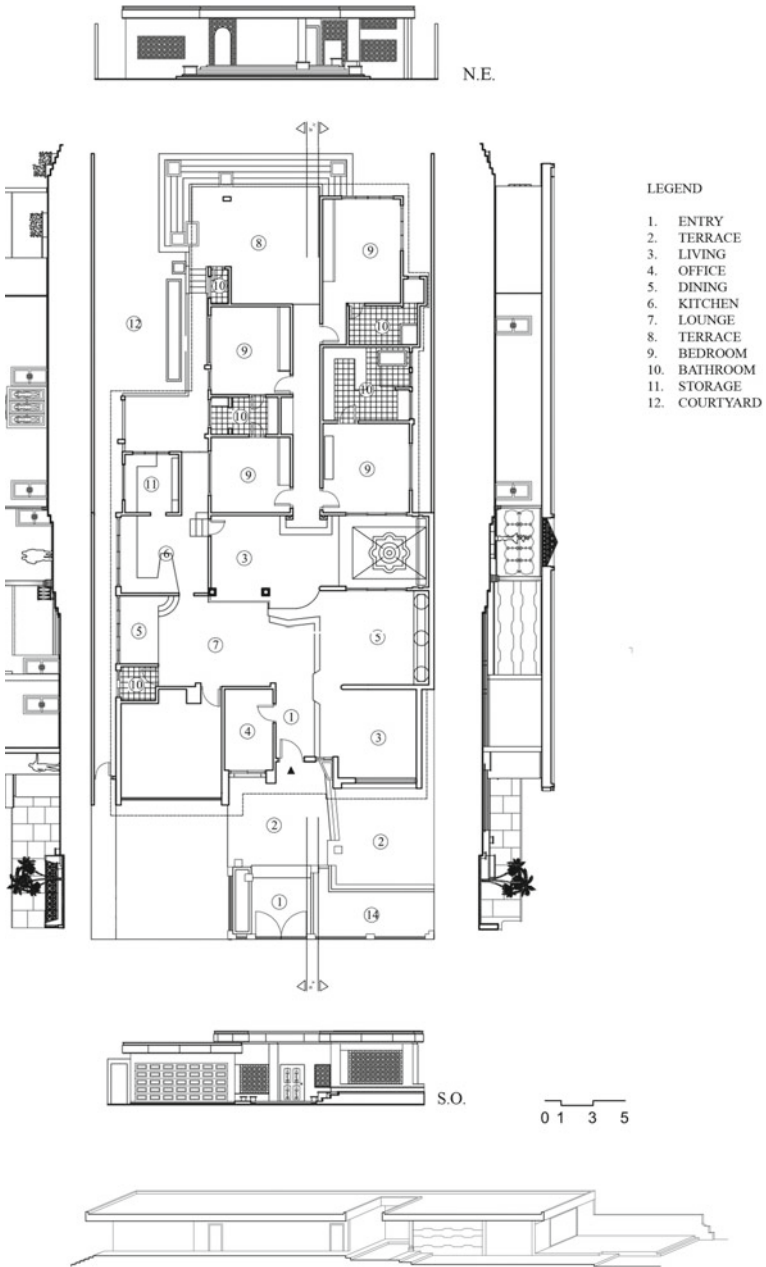 N.E.
LEGEND
1. ENTRY
2. TERRACE
3. LIVING
4. OFFICE
5. DINING
6. KITCHEN
7. LOUNGE
8. TERRACE
9. BEDROOM
10. BATHROOM
11. STORAGE
12. COURTYARD
8
9
10
12
10
9
10
10
9
9
11
3
6
5
7
5
10
1
4
3
2
2
1
14
S.O.
0 1 3 5